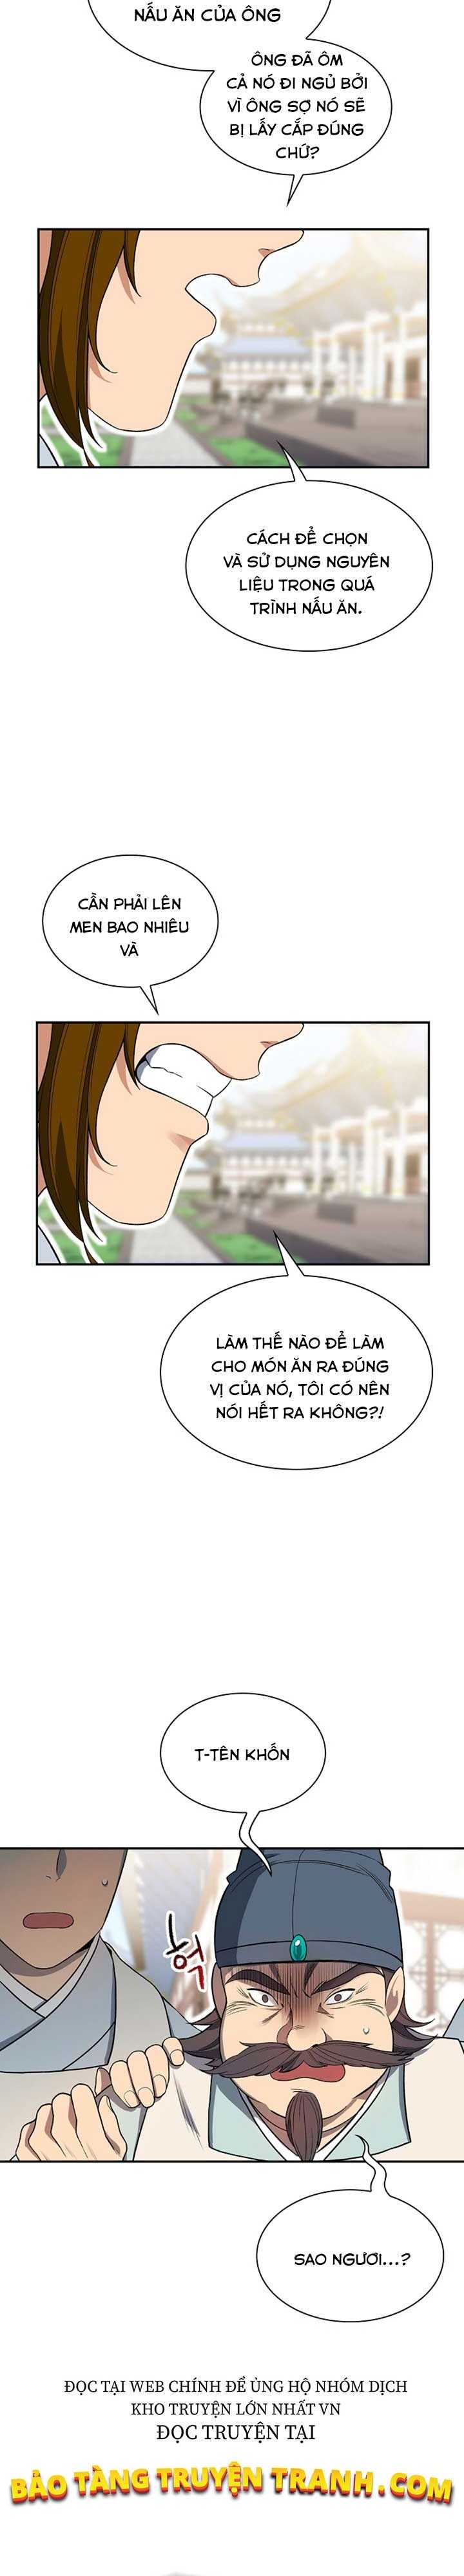 NẤU ĂN CỦA ÔNG
ÔNG ĐÃ ÔM
CẢ NÓ ĐI NGỦ BỞI
VÌ ÔNG SỢ NÓ SẼ
BỊ LẤY CẮP ĐÚNG
CHỨ?
CÁCH ĐỂ CHỌN
VÀ SỬ DỤNG NGUYÊN
LIỆU TRONG QUÁ
TRÌNH NẤU ĂN.
CẦN PHẢI LÊN
MEN BAO NHIÊU
VÀ
LÀM THẾ NÀO ĐỂ LÀM
CHO MÓN ĂN RA ĐÚNG
VỊ CỦA NÓ, TÔI CÓ NÊN
NÓI HẾT RA KHÔNG?!
T-TÊN KHỐN
헉
SAO NGƯƠI...?
ĐỌC TẠI WEB CHÍNH ĐỂ ỦNG HỘ NHÓM DỊCH
KHO TRUYỆN LỚN NHẤT VN
ĐỌC TRUYỆN TẠI
BẢO TÀNG TRUYỆN TRANH.COM